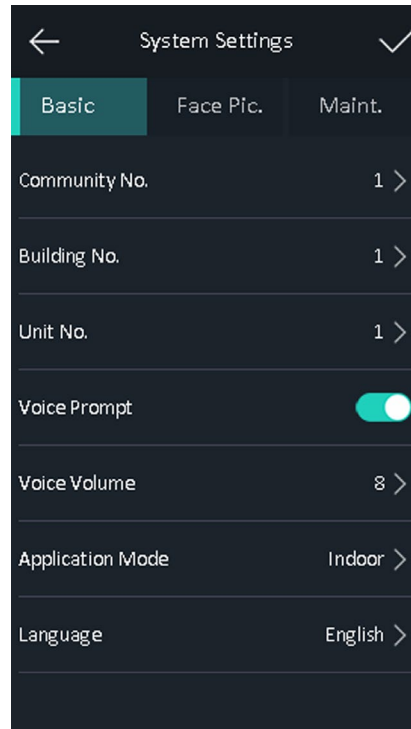 System Settings
Basic Face Pic. Maint.
Community No. 1
Building No. 1
Unit No. 1
Voice Prompt
Voice Volume 8
Application Mode Indoor
Language English